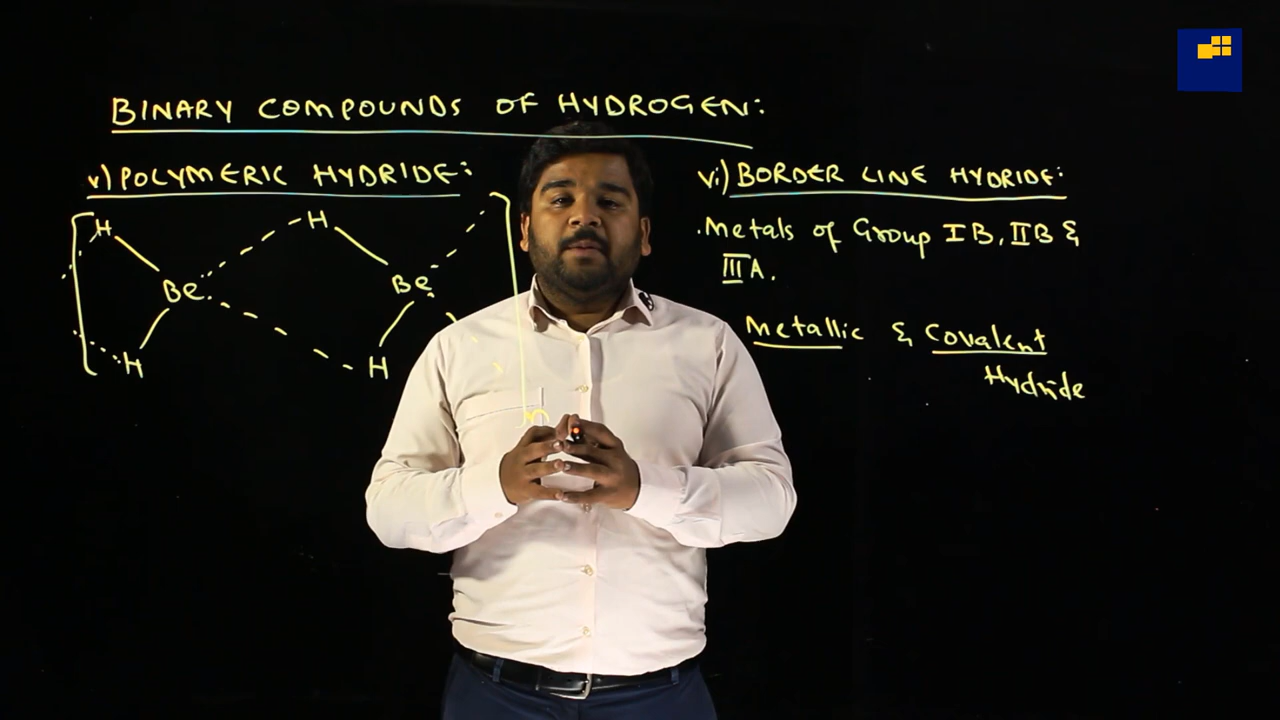 BINARY COMPOUNDS OF HYDROGEN:
v) POLYMERIC HYDRIDE:
H H
Be Be
H H
n
vi) BORDER LINE HYDRIDE:
.Metals of Group IB, IIB &
IIIA.
Metallic & Covalent
Hydride